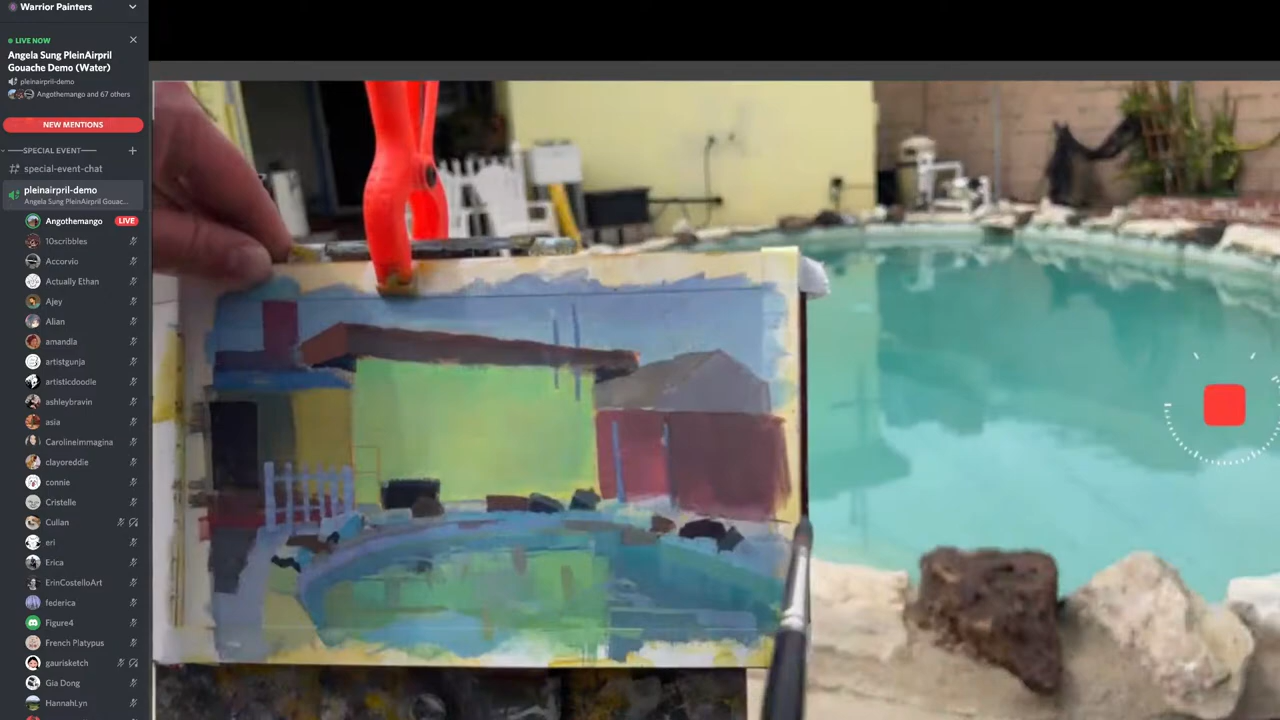 Warrior Painters
LIVE NOW
Angela Sung PleinAirpril
Gouache Demo (Water)
pleinairpril-demo
Angothemango and 67 others
NEW MENTIONS
SPECIAL EVENT
special-event-chat
pleinairpril-demo
Angela Sung PleinAirpril Gouac...
Angothemango LIVE
10scribbles
Accorvio
Actually Ethan
Ajey
Alian
amandla
artistgunja
artisticdoodle
ashleybravin
asia
Carolineimmagina
clayoreddie
connie
Cristelle
Culian
eri
Erica
ErinCostelloArt
federica
Figure4
French Platypus
gaurisketch
Gia Dong
HannahLyn